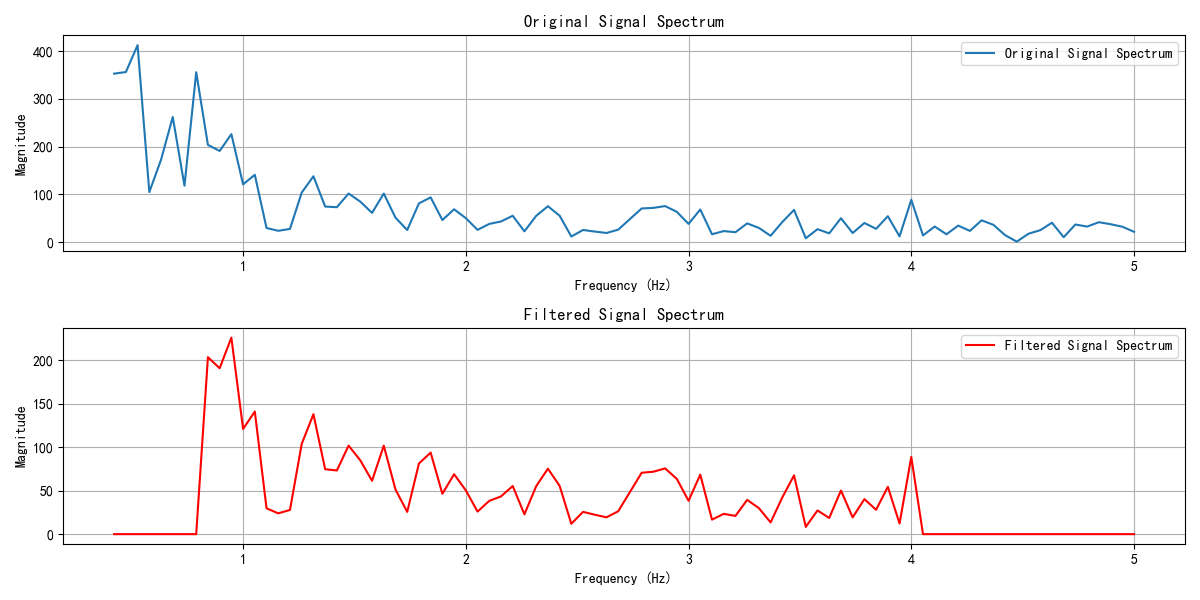 Original Signal Spectrum
Original Signal Spectrum
Magnitude
400
300
200
100
0
1 2 3 4 5
Frequency (Hz)
Filtered Signal Spectrum
Filtered Signal Spectrum
Magnitude
200
150
100
50
0
1 2 3 4 5
Frequency (Hz)